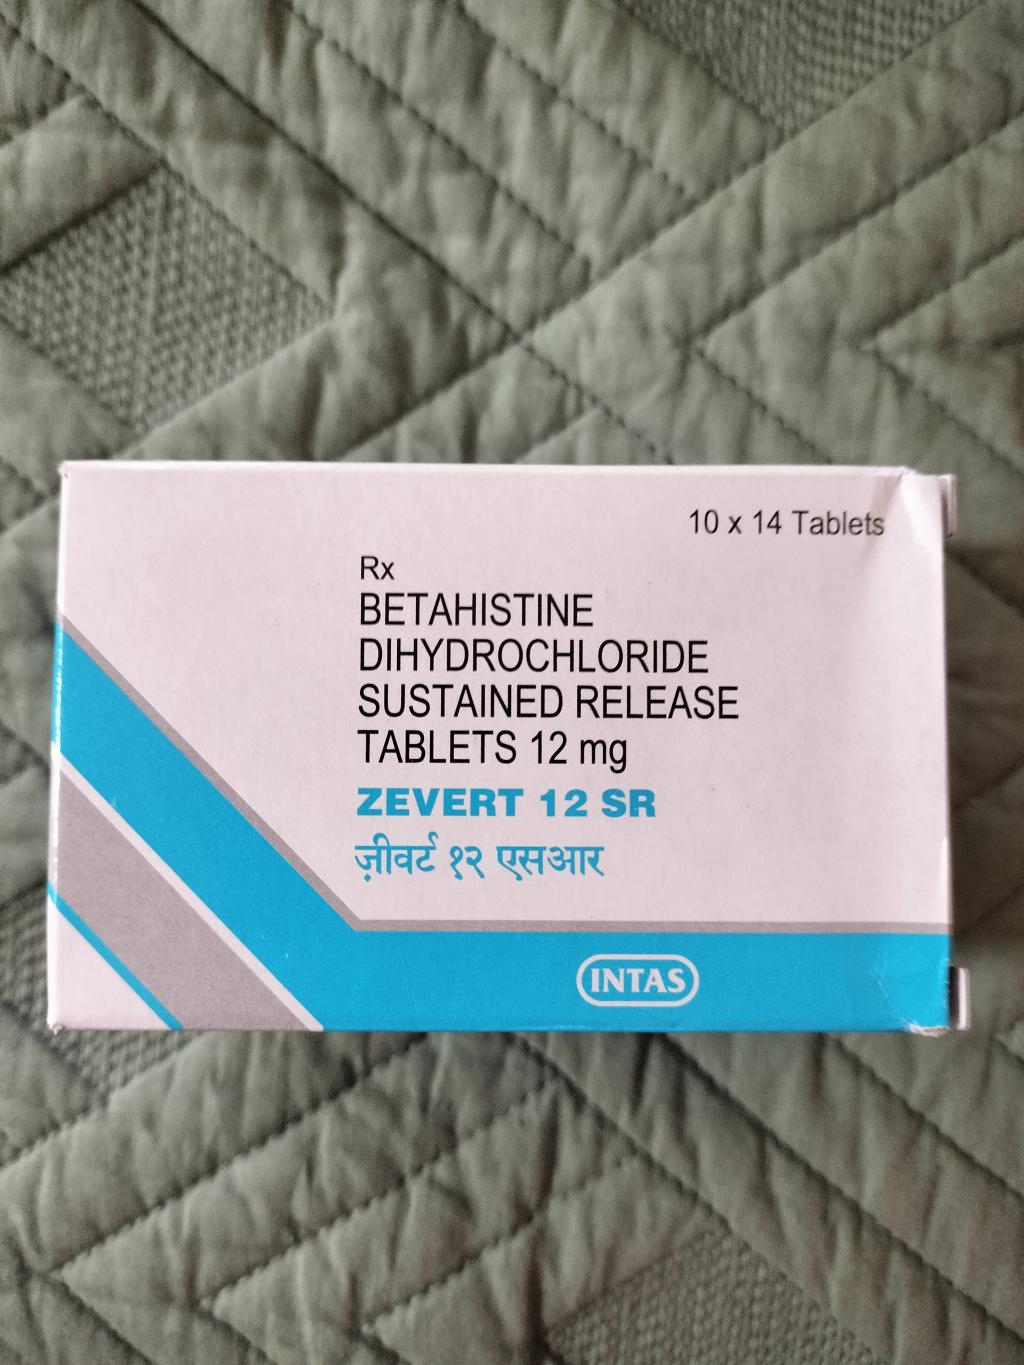 10 x 14 Tablets
Rx
BETAHISTINE
DIHYDROCHLORIDE
SUSTAINED RELEASE
TABLETS 12 mg
ZEVERT 12 SR
ज़ीवर्ट १२ एसआर
INTAS